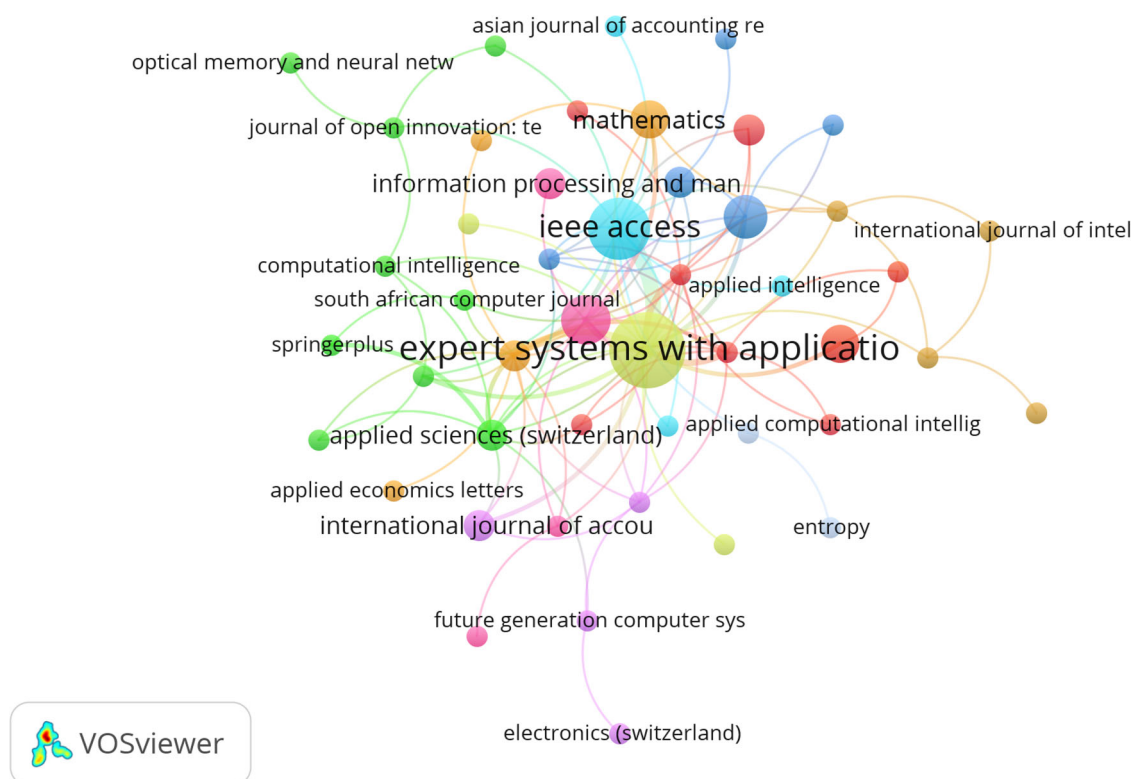 asian journal of accounting re
optical memory and neural netw
mathematics
journal of open innovation: te
information processing and man
ieee access
international journal of intel
computational intelligence
applied intelligence
south african computer journal
springerplus
expert systems with applicatio
applied computational intellig
applied sciences (switzerland)
applied economics letters
international journal of accou
entropy
future generation computer sys
electronics (switzerland)
VOSviewer